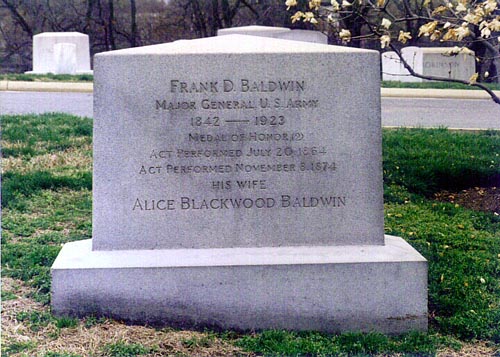 FRANK D. BALDWIN
MAJOR GENERAL, U.S. ARMY
1842 — 1923
MEDAL OF HONOR (2)
ACT PERFORMED JULY 20 1864
ACT PERFORMED NOVEMBER 8, 1874
HIS WIFE
ALICE BLACKWOOD BALDWIN